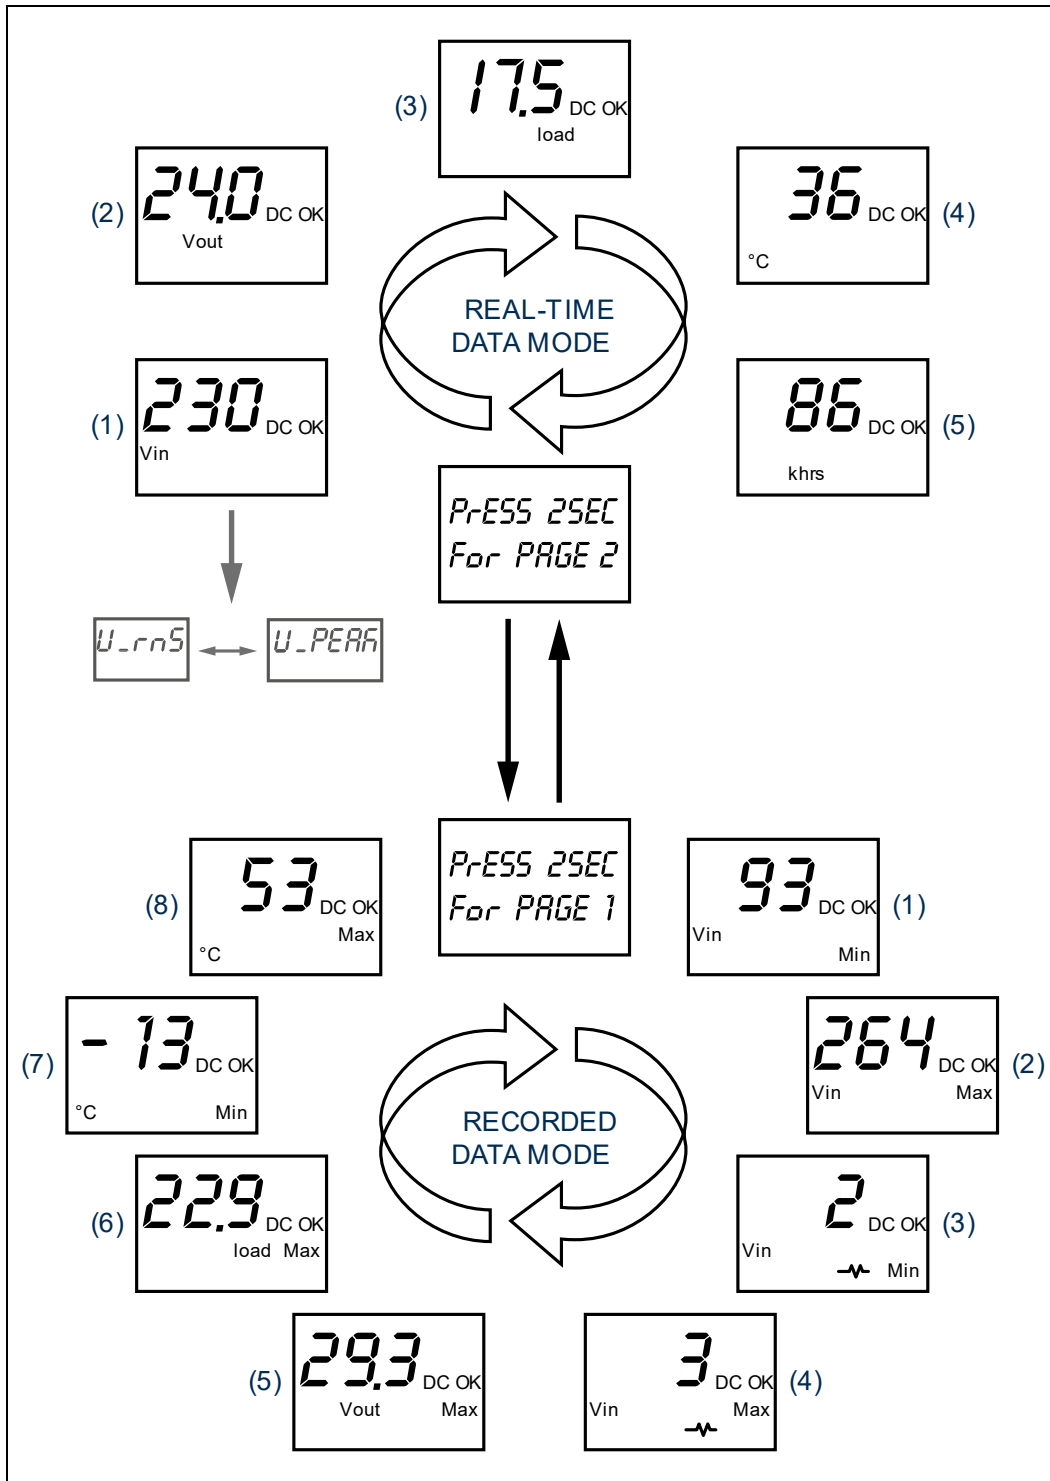 (3)
17.5 DC OK
load
(2)
24.0 DC OK
Vout
36 DC OK
°C
(4)
REAL-TIME
DATA MODE
(1)
230 DC OK
Vin
86 DC OK
khrs
(5)
PrESS 2SEC
For PAGE 2
U_rnS
U_PEAK
PrESS 2SEC
For PAGE 1
(8)
53 DC OK
Max
°C
93 DC OK
Vin
Min
(1)
(7)
-13 DC OK
°C Min
264 DC OK
Vin Max
(2)
RECORDED
DATA MODE
(6)
22.9 DC OK
load Max
2 DC OK
Vin
Min
(3)
(5)
29.3 DC OK
Vout Max
3 DC OK
Vin Max
(4)